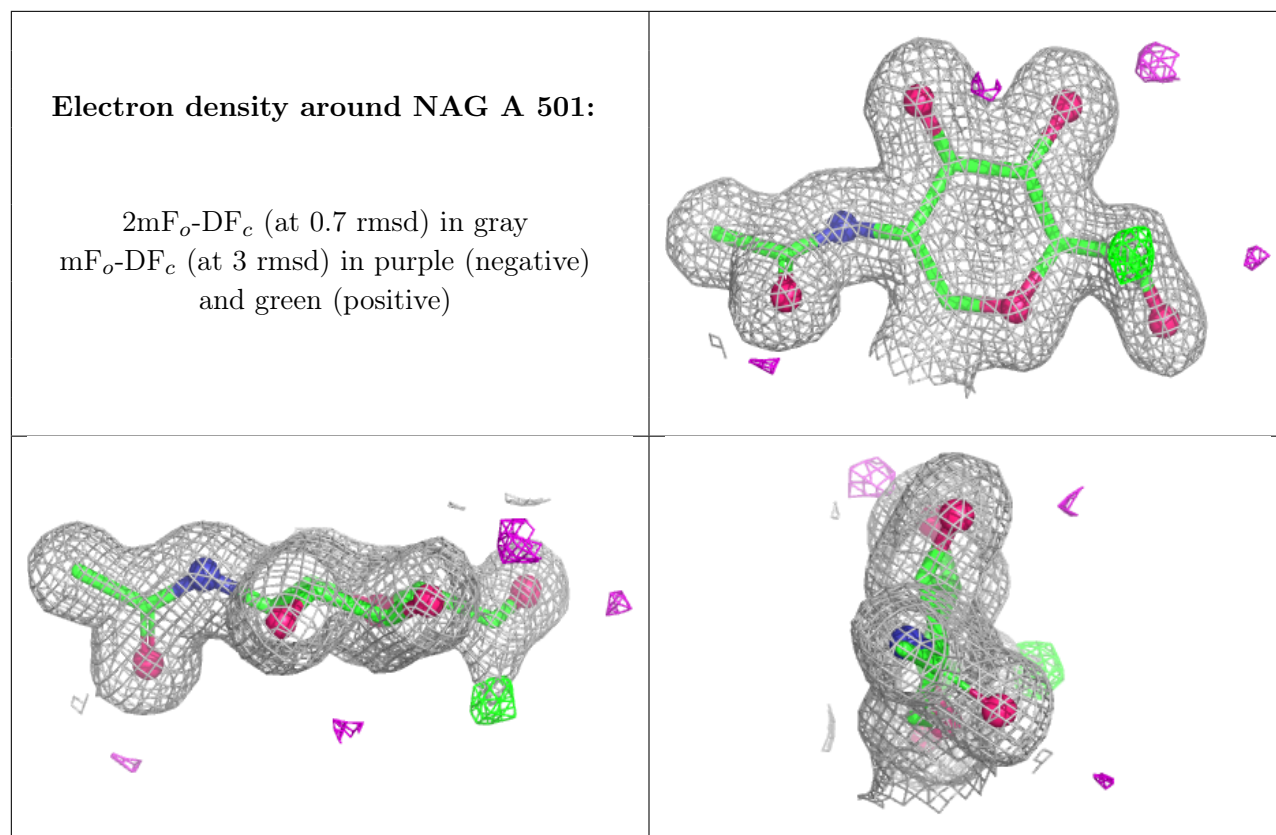 Electron density around NAG A 501:
2mFo-DFc (at 0.7 rmsd) in gray
mFo-DFc (at 3 rmsd) in purple (negative)
and green (positive)